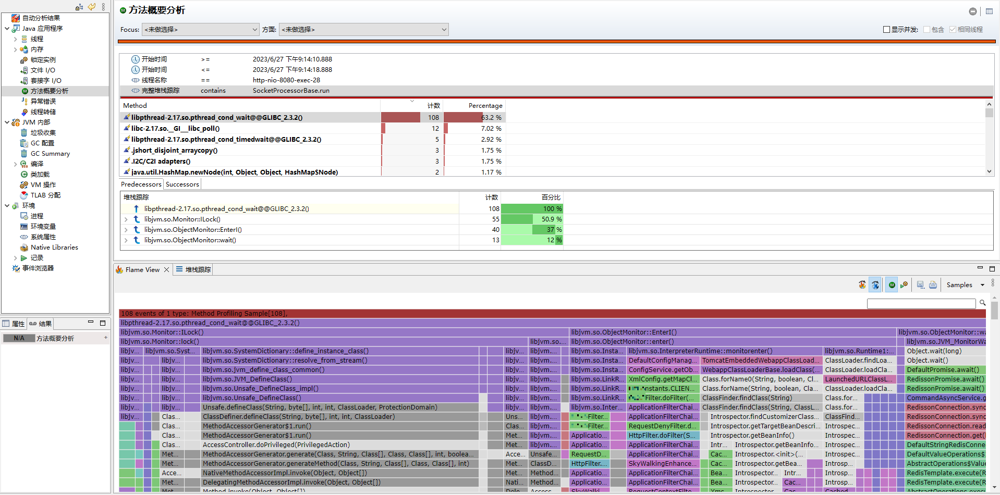 自动分析结果
Java 应用程序
线程
内存
锁定实例
文件 I/O
套接字 I/O
方法概要分析
异常错误
线程转储
JVM 内部
垃圾收集
GC 配置
GC Summary
编译
类加载
VM 操作
TLAB 分配
环境
进程
环境变量
系统属性
Native Libraries
记录
事件浏览器
属性 结果
N/A 方法概要分析
方法概要分析
Focus: <未做选择> 方面: <未做选择> 显示并发: 包含 相同线程
开始时间 >= 2023/6/27 下午9:14:10.888
开始时间 <= 2023/6/27 下午9:14:18.888
线程名称 == http-nio-8080-exec-28
完整堆栈跟踪 contains SocketProcessorBase.run
Method 计数 Percentage
libpthread-2.17.so.pthread_cond_wait@@GLIBC_2.3.2() 108 63.2 %
libc-2.17.so.__GI___libc_poll() 12 7.02 %
libpthread-2.17.so.pthread_cond_timedwait@@GLIBC_2.3.2() 5 2.92 %
.jshort_disjoint_arraycopy() 3 1.75 %
.I2C/C2I adapters() 3 1.75 %
java.util.HashMap.newNode(int, Object, Object, HashMap$Node) 2 1.17 %
Predecessors Successors
堆栈跟踪 计数 百分比
libpthread-2.17.so.pthread_cond_wait@@GLIBC_2.3.2() 108 100 %
libjvm.so.Monitor::ILock() 55 50.9 %
libjvm.so.ObjectMonitor::EnterI() 40 37 %
libjvm.so.ObjectMonitor::wait() 13 12 %
Flame View 堆栈跟踪
Samples
108 events of 1 type: Method Profiling Sample[108],
libpthread-2.17.so.pthread_cond_wait@@GLIBC_2.3.2()
libjvm.so.Monitor::ILock() libjvm.so.ObjectMonitor::EnterI() libjvm.so.ObjectMonitor::wa
libjvm.so.Monitor::lock() libjvm.so.... libjvm.so.ObjectMonitor::enter() libjvm.so.JVM_MonitorWa
libjv... libjvm.so.Syst... libjvm.so.SystemDictionary::define_instance_class() libjv... libjvm.... libjvm.so.Insta... libjvm.so.InterpreterRuntime::monitorenter() libjvm.so.Runtime1:... Object.wait(long)
libjv... libjv... libjvm.so.SystemDictionary::resolve_from_stream() libjv... libjvm.... libjvm.so.Insta... DefaultConfigManag... TomcatEmbeddedWebappClassLoad... ClassLoader.findLoa... Object.wait()
libjv... libjv... libjvm.so.jvm_define_class_common() libjv... libjvm.... libjvm.so.Insta... ConfigService.getOb... WebappClassLoaderBase.loadClass(... ClassLoader.loadCla... DefaultPromise.await()
libjv... libjv... libjvm.so.JVM_DefineClass() libjv... libjvm.... libjvm.so.LinkR... XmlConfig.getMapCl... Class.forName0(String, boolean, Cl... LaunchedURLClassL... RedissonPromise.await()
libjv... libjv... libjvm.so.Unsafe_DefineClass_impl() libjv... libjvm.... libjvm.so.LinkR... nstants.CLIEN... Class.forName(String, boolean, Cla... ClassLoader.loadCla... RedissonPromise.await()
libjv... libjv... libjvm.so.Unsafe_DefineClass() libjv... libjvm.... libjvm.so.LinkR... Filter.doFilter(... ClassFinder.findClass(String) Class.for... CommandAsyncService.g
libjv... libjv... Unsafe.defineClass(String, byte[], int, int, ClassLoader, ProtectionDomain) libjv... libjvm.... libjvm.so.Inter... ApplicationFilterChai... ClassFinder.findClass(String, ClassL... Class.for... RedissonConnection.sync
libjv... Clas... ClassDefiner.defineClass(String, byte[], int, int, ClassLoader) Uns... libjvm.... Filter... ApplicationFilterChai... Introspector.findCustomizerClass... ClassFind... RedissonConnection.sync
Clas... MethodAccessorGenerator$1.run() Clas... libjvm.... Filter... RequestDenyFilter.d... Introspector.getTargetBeanDescri... Introspec... RedissonConnection.read
Clas... MethodAccessorGenerator$1.run() Met... libjvm.... Applicatio... HttpFilter.doFilter(S... Introspector.getBeanInfo() Introspec... RedissonConnection.get(
Clas... AccessController.doPrivileged(PrivilegedAction) Met... libjvm.... Applicatio... ApplicationFilterChai... Intr... Introspector.getBeanInfo... Introspec... DefaultStringRedisConne
Met... MethodAccessorGenerator.generate(Class, String, Class[], Class, Class[], int, boolea... Acce... Unsafe... RequestD... ApplicationFilterChai... Cac... Introspector.<init>(... Introspec... DefaultValueOperations$
Met... MethodAccessorGenerator.generateMethod(Class, String, Class[], Class, Class[], int) Met... ClassD... HttpFilter.... SkyWalkingEnhance... Cac... Introspector.getBea... Introsp... AbstractOperations$Value
Acce... NativeMethodAccessorImpl.invoke(Object, Object[]) Met... Method... Applicatio... ApplicationFilterChai... Bea... Introspector... Intr... Introsp... RedisTemplate.execute(R
Met... DelegatingMethodAccessorImpl.invoke(Object, Object[]) Nati... Method... Applicatio... ApplicationFilterChai... Bea... Introspector... Cac... Introsp... RedisTemplate.execute(R
Met... Method.invoke(Object, Object[]) Dele... Access... SkyWalki... RequestContextFilte... Xms... Introspector... Cac... Cached... AbstractOperations.execu